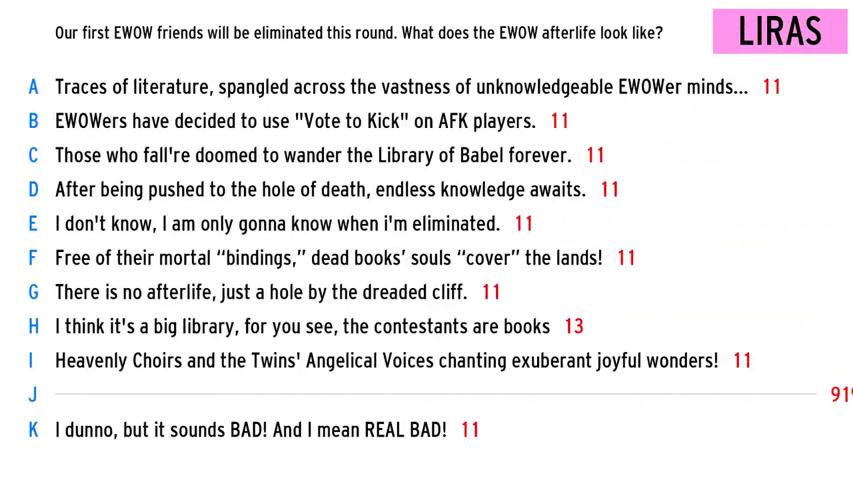 Our first EWOW friends will be eliminated this round. What does the EWOW afterlife look like?
LIRAS
A Traces of literature, spangled across the vastness of unknowledgeable EWOWer minds... 11
B EWOWers have decided to use "Vote to Kick" on AFK players. 11
C Those who fall're doomed to wander the Library of Babel forever. 11
D After being pushed to the hole of death, endless knowledge awaits. 11
E I don't know, I am only gonna know when i'm eliminated. 11
F Free of their mortal “bindings,” dead books’ souls “cover” the lands! 11
G There is no afterlife, just a hole by the dreaded cliff. 11
H I think it's a big library, for you see, the contestants are books 13
I Heavenly Choirs and the Twins' Angelical Voices chanting exuberant joyful wonders! 11
J
K I dunno, but it sounds BAD! And I mean REAL BAD! 11